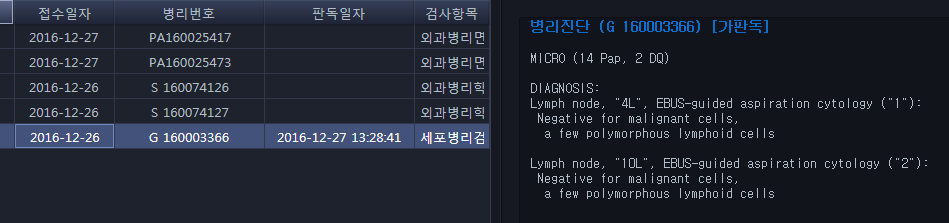 접수일자 병리번호 판독일자 검사항목
2016-12-27 PA160025417 외과병리면
2016-12-27 PA160025473 외과병리면
2016-12-26 S 160074126 외과병리학
2016-12-26 S 160074127 외과병리학
2016-12-26 G 160003366 2016-12-27 13:28:41 세포병리검
병리진단 (G 160003366) [가판독]
MICRO (14 Pap, 2 DQ)
DIAGNOSIS:
Lymph node, "4L", EBUS-guided aspiration cytology ("1"):
Negative for malignant cells,
a few polymorphous lymphoid cells
Lymph node, "10L", EBUS-guided aspiration cytology ("2"):
Negative for malignant cells,
a few polymorphous lymphoid cells